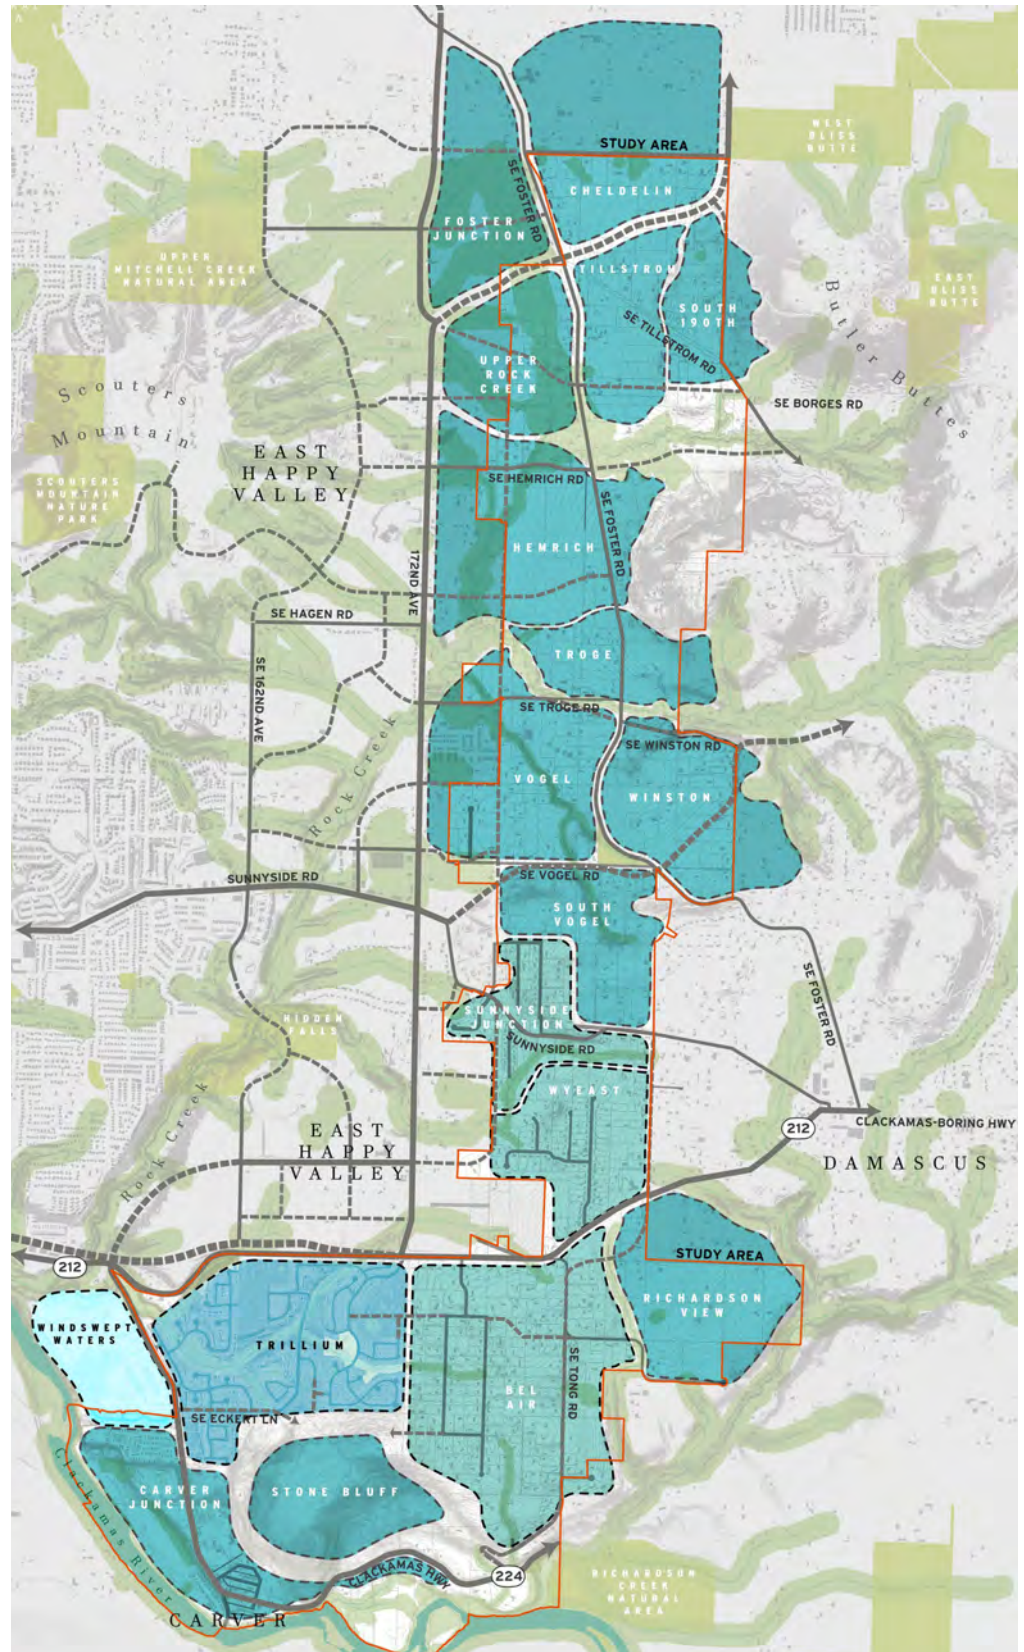 WEST
BLISS
BUTTE
STUDY AREA
CHELDELIN
SE FOSTER RD
FOSTER
JUNCTION
UPPER
MITCHELL CREEK
NATURAL AREA
TILLSTROM
EAST
BLISS
BUTTE
Butler Buttes
SOUTH
190TH
SE TILLSTROM RD
UPPER
ROCK
CREEK
Scouters
Mountain
SE BORGES RD
EAST
HAPPY
VALLEY
SCOUTERS
MOUNTAIN
NATURE
PARK
SE HEMRICH RD
SE FOSTER RD
HEMRICH
172ND AVE
SE HAGEN RD
TROGE
SE 162ND AVE
SE TROGE RD
Rock Creek
SE WINSTON RD
VOGEL
WINSTON
SE VOGEL RD
SUNNYSIDE RD
SOUTH
VOGEL
SE FOSTER RD
HIDDEN
FALLS
SUNNYSIDE
JUNCTION
SUNNYSIDE RD
WYEAST
Rock Creek
212
CLACKAMAS-BORING HWY
EAST
HAPPY
VALLEY
DAMASCUS
212
STUDY AREA
RICHARDSON
VIEW
WINDSWEPT
WATERS
TRILLIUM
SE TONG RD
BEL
AIR
SE ECKERT LN
Clackamas River
CARVER
JUNCTION
STONE BLUFF
CLACKAMAS HWY
224
RICHARDSON
CREEK
NATURAL
AREA
CARVER